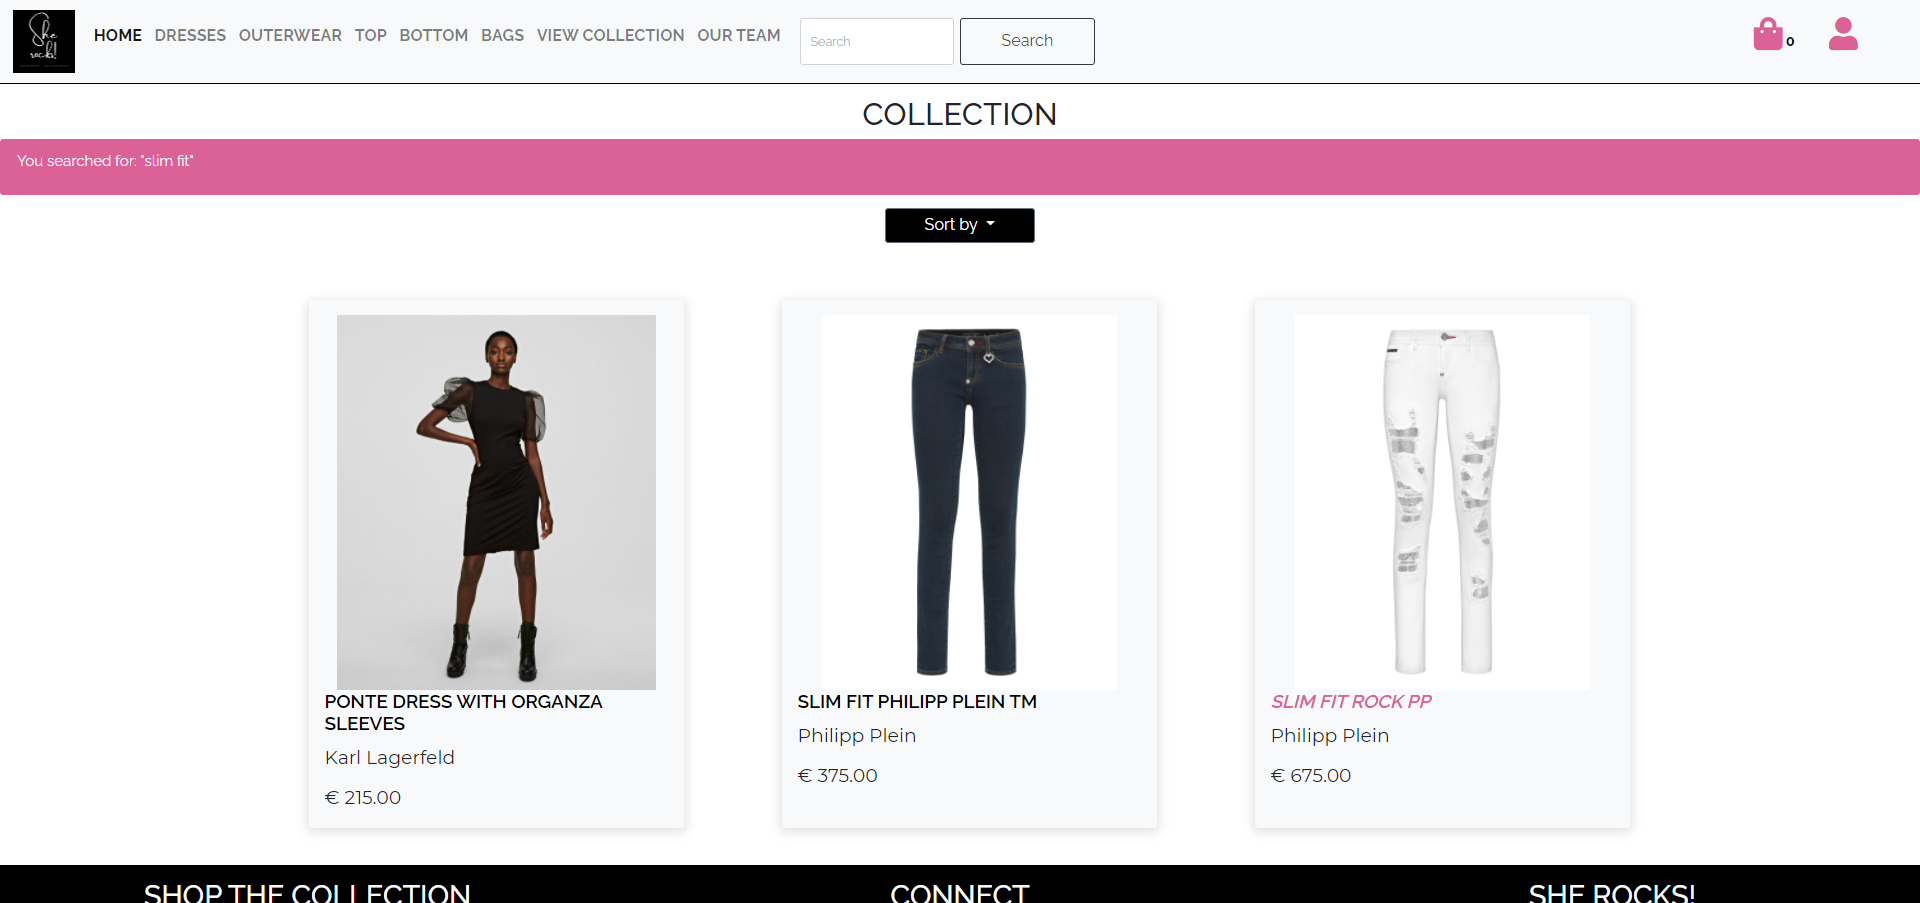 She
rocks!
HOME DRESSES OUTERWEAR TOP BOTTOM BAGS VIEW COLLECTION OUR TEAM Search Search 0
COLLECTION
You searched for: "slim fit"
Sort by
PONTE DRESS WITH ORGANZA
SLEEVES
Karl Lagerfeld
€ 215.00
SLIM FIT PHILIPP PLEIN TM
Philipp Plein
€ 375.00
SLIM FIT ROCK PP
Philipp Plein
€ 675.00
SHOP THE COLLECTION CONNECT SHE ROCKS!